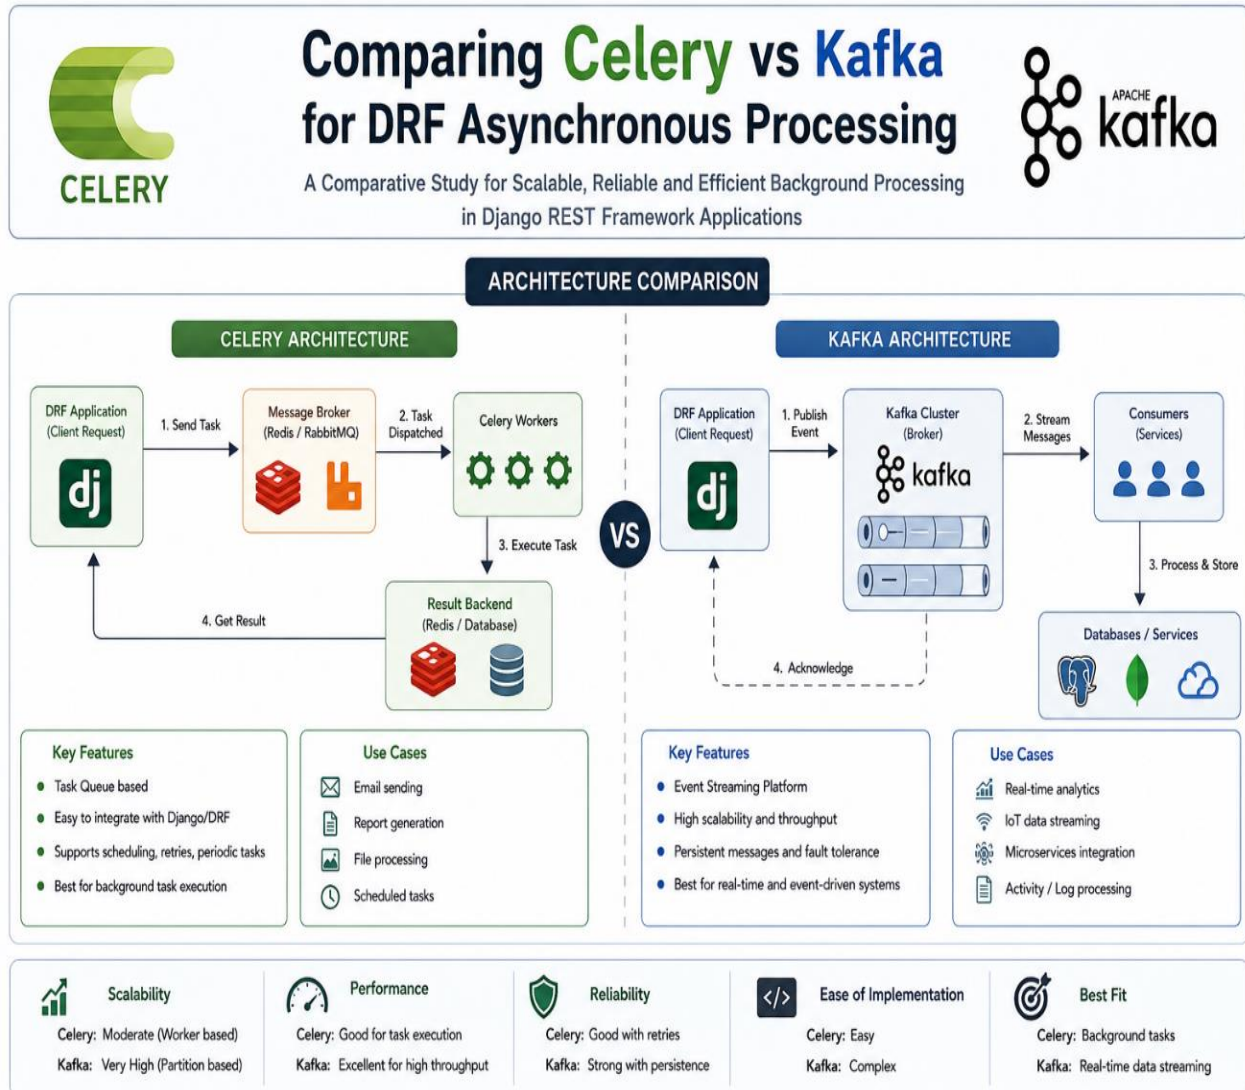 CELERY
Comparing Celery vs Kafka
for DRF Asynchronous Processing
A Comparative Study for Scalable, Reliable and Efficient Background Processing
in Django REST Framework Applications
APACHE
kafka
ARCHITECTURE COMPARISON
CELERY ARCHITECTURE
DRF Application
(Client Request)
dj
1. Send Task
Message Broker
(Redis / RabbitMQ)
2. Task
Dispatched
Celery Workers
3. Execute Task
Result Backend
(Redis / Database)
4. Get Result
VS
KAFKA ARCHITECTURE
DRF Application
(Client Request)
dj
1. Publish
Event
Kafka Cluster
(Broker)
kafka
2. Stream
Messages
Consumers
(Services)
3. Process & Store
Databases / Services
4. Acknowledge
Key Features
Task Queue based
Easy to integrate with Django/DRF
Supports scheduling, retries, periodic tasks
Best for background task execution
Use Cases
Email sending
Report generation
File processing
Scheduled tasks
Key Features
Event Streaming Platform
High scalability and throughput
Persistent messages and fault tolerance
Best for real-time and event-driven systems
Use Cases
Real-time analytics
IoT data streaming
Microservices integration
Activity / Log processing
Scalability
Celery: Moderate (Worker based)
Kafka: Very High (Partition based)
Performance
Celery: Good for task execution
Kafka: Excellent for high throughput
Reliability
Celery: Good with retries
Kafka: Strong with persistence
</>
Ease of Implementation
Celery: Easy
Kafka: Complex
Best Fit
Celery: Background tasks
Kafka: Real-time data streaming